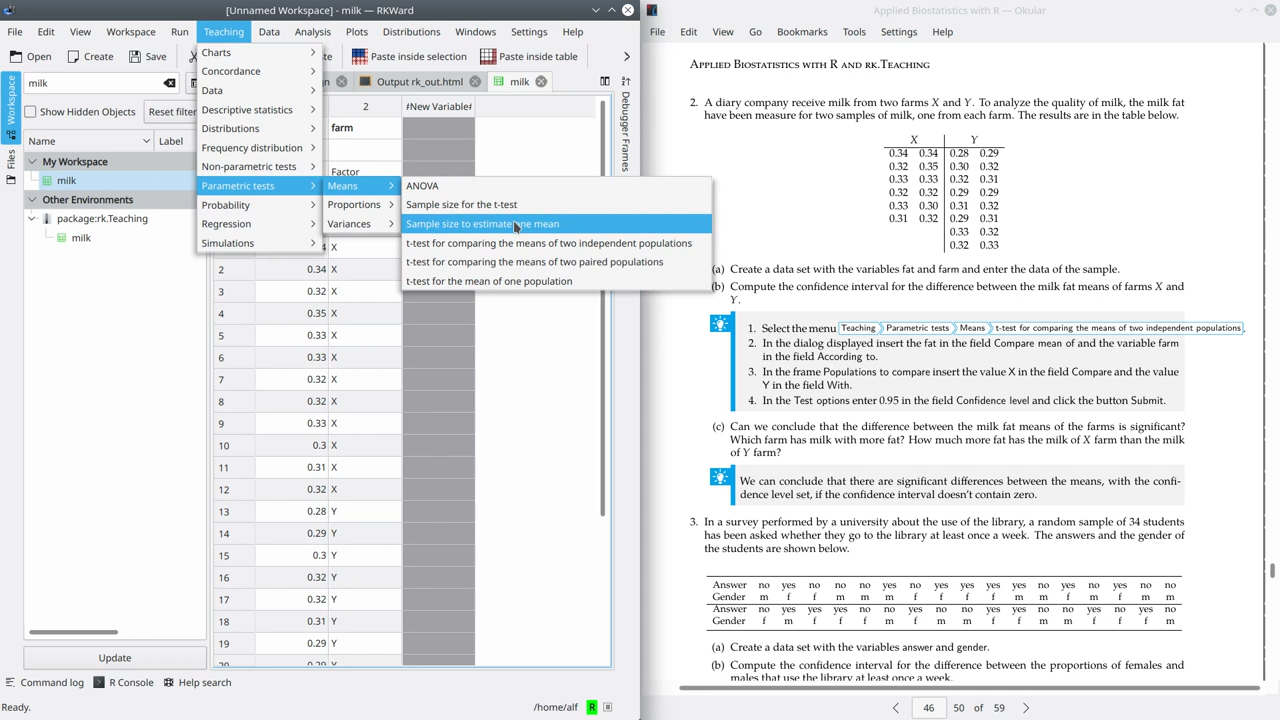 [Unnamed Workspace] - milk — RKWard
File Edit View Workspace Run Teaching Data Analysis Plots Distributions Windows Settings Help
Open Create Save Paste inside selection Paste inside table
milk
Output rk_out.html
milk
Show Hidden Objects Reset filter
Name Label
My Workspace
milk
Other Environments
package:rk.Teaching
milk
Update
Workspace
Files
Debugger Frames
Charts
Concordance
Data
Descriptive statistics
Distributions
Frequency distribution
Non-parametric tests
Parametric tests
Probability
Regression
Simulations
Means
Proportions
Variances
ANOVA
Sample size for the t-test
Sample size to estimate one mean
t-test for comparing the means of two independent populations
t-test for comparing the means of two paired populations
t-test for the mean of one population
2 #New Variable#
farm
Factor
X
2 0.34 X
3 0.32 X
4 0.35 X
5 0.33 X
6 0.33 X
7 0.32 X
8 0.32 X
9 0.33 X
10 0.3 X
11 0.31 X
12 0.32 X
13 0.28 Y
14 0.29 Y
15 0.3 Y
16 0.32 Y
17 0.32 Y
18 0.31 Y
19 0.29 Y
Command log R Console Help search
Ready. /home/alf R
Applied Biostatistics with R — Okular
File Edit View Go Bookmarks Tools Settings Help
Applied Biostatistics with R and rk.Teaching
2. A diary company receive milk from two farms X and Y. To analyze the quality of milk, the milk fat
have been measure for two samples of milk, one from each farm. The results are in the table below.
X Y
0.34 0.34 0.28 0.29
0.32 0.35 0.30 0.32
0.33 0.33 0.32 0.31
0.32 0.32 0.29 0.29
0.33 0.30 0.31 0.32
0.31 0.32 0.29 0.31
0.33 0.32
0.32 0.33
(a) Create a data set with the variables fat and farm and enter the data of the sample.
(b) Compute the confidence interval for the difference between the milk fat means of farms X and
Y.
1. Select the menu Teaching Parametric tests Means t-test for comparing the means of two independent populations.
2. In the dialog displayed insert the fat in the field Compare mean of and the variable farm
in the field According to.
3. In the frame Populations to compare insert the value X in the field Compare and the value
Y in the field With.
4. In the Test options enter 0.95 in the field Confidence level and click the button Submit.
(c) Can we conclude that the difference between the milk fat means of the farms is significant?
Which farm has milk with more fat? How much more fat has the milk of X farm than the milk
of Y farm?
We can conclude that there are significant differences between the means, with the confi-
dence level set, if the confidence interval doesn't contain zero.
3. In a survey performed by a university about the use of the library, a random sample of 34 students
has been asked whether they go to the library at least once a week. The answers and the gender of
the students are shown below.
Answer no yes no no no yes no yes yes yes yes no yes no yes no no
Gender m f f m m m f f f f m m f m f m m
Answer no yes yes yes no no yes no yes yes no no no yes yes no no
Gender f m f f f m f m m f f m f f f m f
(a) Create a data set with the variables answer and gender.
(b) Compute the confidence interval for the difference between the proportions of females and
males that use the library at least once a week.
46 50 of 59